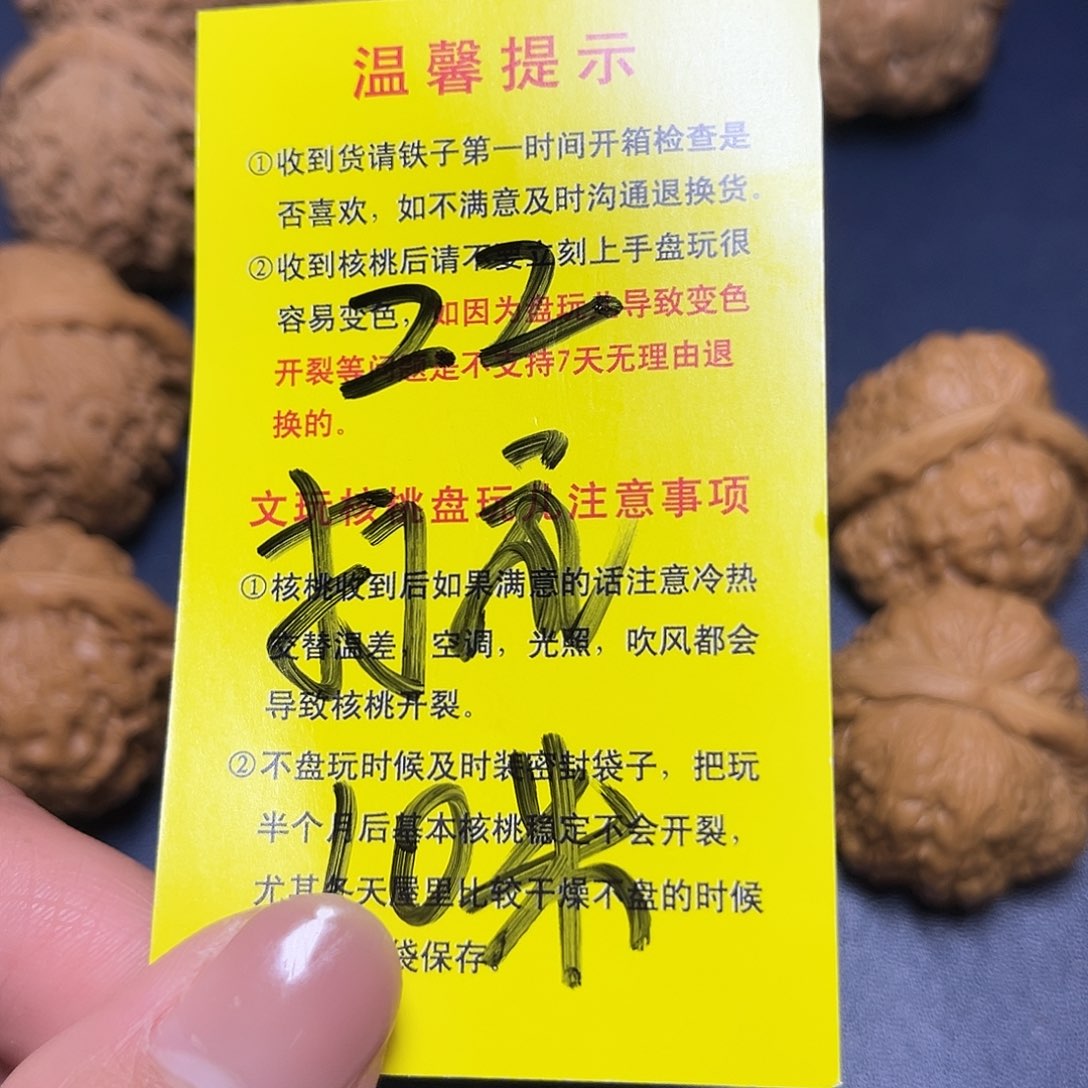 温馨提示
①收到货请铁子第一时间开箱检查是
否喜欢，如不满意及时沟通退换货.
②收到核桃后请不要立刻上手盘玩很
容易变色，如因为盘玩导致变色
开裂等问题是不支持7天无理由退
换的。
22
文玩核桃盘玩注意事项
打
①核桃收到后如果满意的话注意冷热
交替温差，空调，光照，吹风都会
导致核桃开裂。
②不盘玩时候及时装密封袋子，把玩
半个月后基本核桃稳定不会开裂，
10米
尤其冬天屋里比较干燥不盘的时候
袋保存。